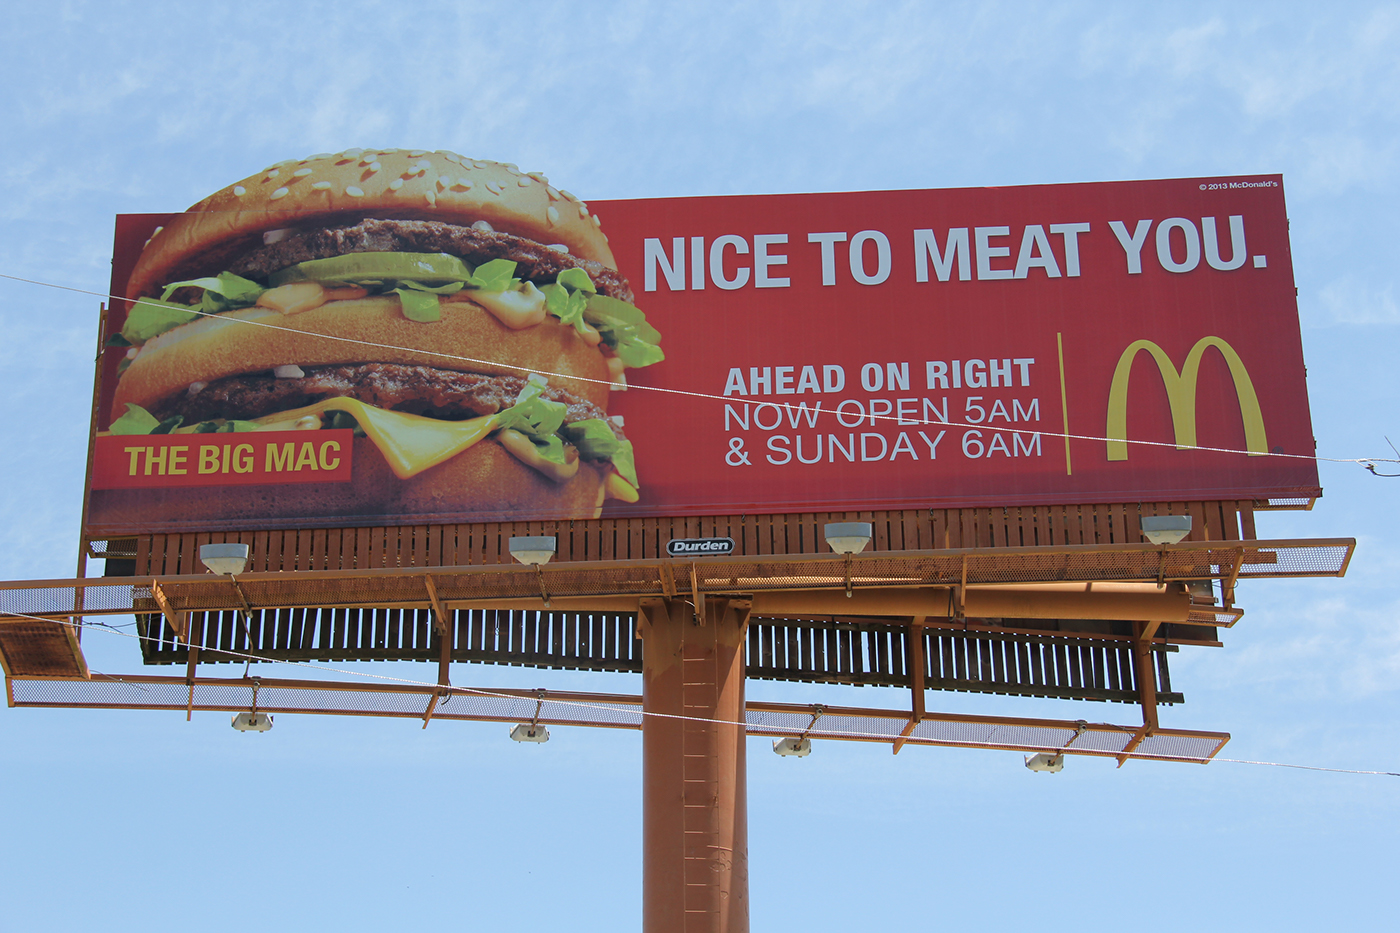 © 2013 McDonald's
NICE TO MEAT YOU.
AHEAD ON RIGHT
NOW OPEN 5AM
& SUNDAY 6AM
THE BIG MAC
Durden